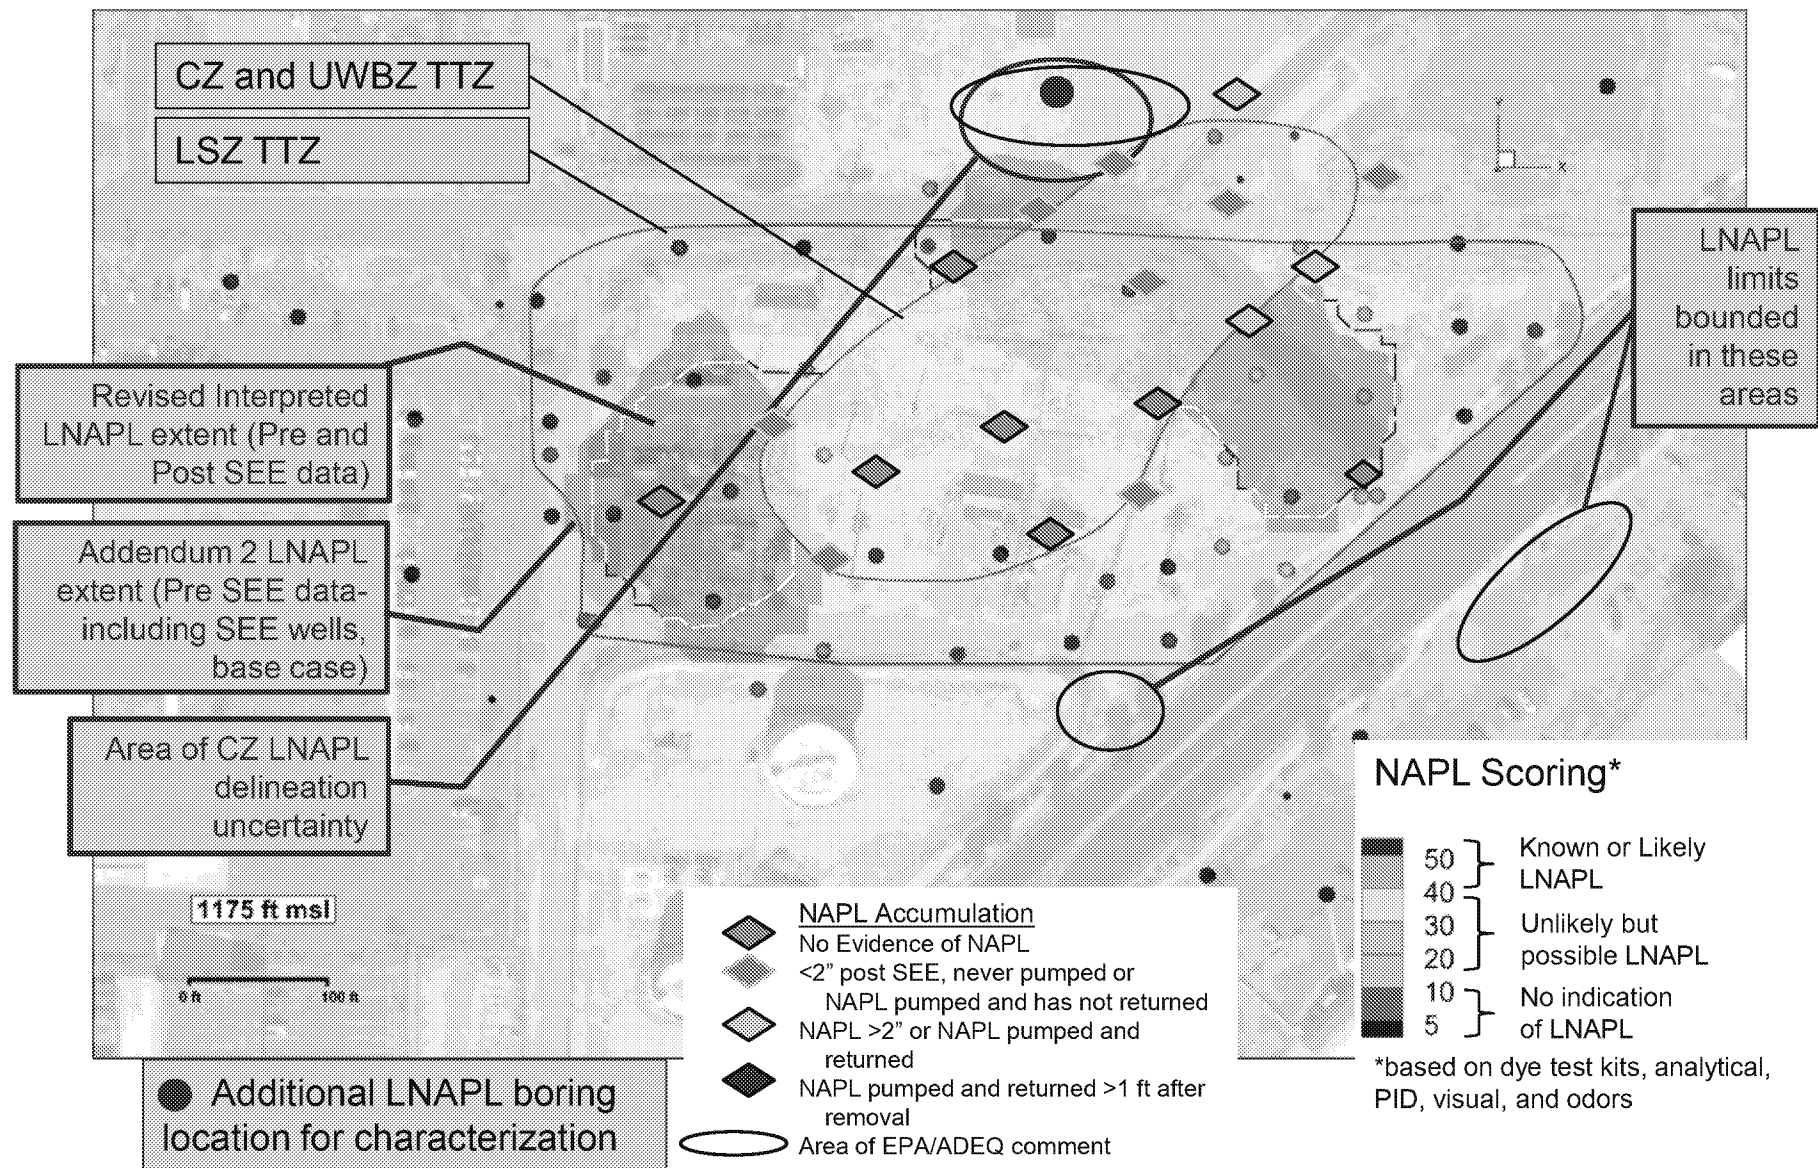 CZ and UWBZ TTZ
LSZ TTZ
LNAPL
limits
bounded
in these
areas
Revised Interpreted
LNAPL extent (Pre and
Post SEE data)
Addendum 2 LNAPL
extent (Pre SEE data-
including SEE wells,
base case)
Area of CZ LNAPL
delineation
uncertainty
1175 ft msl
0 ft
100 ft
Additional LNAPL boring
location for characterization
NAPL Accumulation
No Evidence of NAPL
<2” post SEE, never pumped or
NAPL pumped and has not returned
NAPL >2” or NAPL pumped and
returned
NAPL pumped and returned >1 ft after
removal
Area of EPA/ADEQ comment
NAPL Scoring*
50
40
30
20
10
5
Known or Likely
LNAPL
Unlikely but
possible LNAPL
No indication
of LNAPL
*based on dye test kits, analytical,
PID, visual, and odors